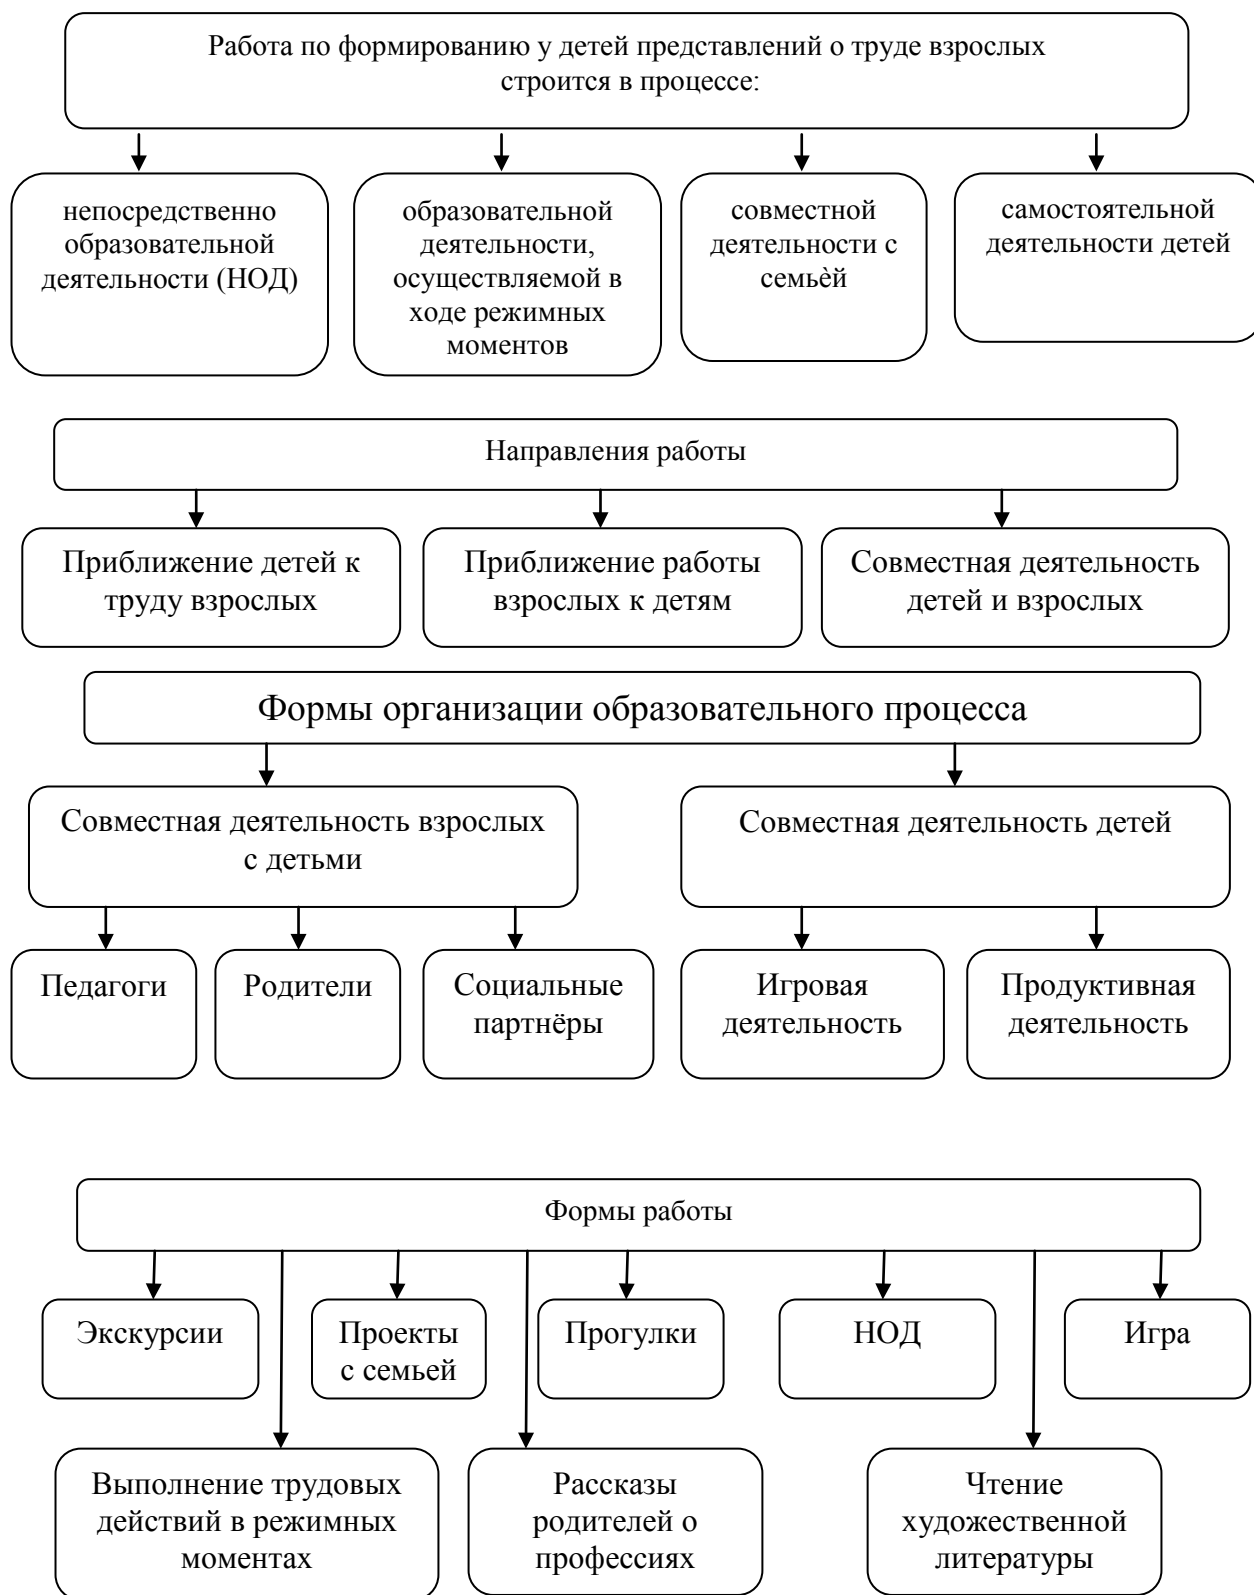 Работа по формированию у детей представлений о труде взрослых
строится в процессе:
непосредственно
образовательной
деятельности (НОД)
образовательной
деятельности,
осуществляемой в
ходе режимных
моментов
совместной
деятельности с
семьѐй
самостоятельной
деятельности детей
Направления работы
Приближение детей к
труду взрослых
Приближение работы
взрослых к детям
Совместная деятельность
детей и взрослых
Формы организации образовательного процесса
Совместная деятельность взрослых
с детьми
Совместная деятельность детей
Педагоги
Родители
Социальные
партнёры
Игровая
деятельность
Продуктивная
деятельность
Формы работы
Экскурсии
Проекты
с семьей
Прогулки
НОД
Игра
Выполнение трудовых
действий в режимных
моментах
Рассказы
родителей о
профессиях
Чтение
художественной
литературы